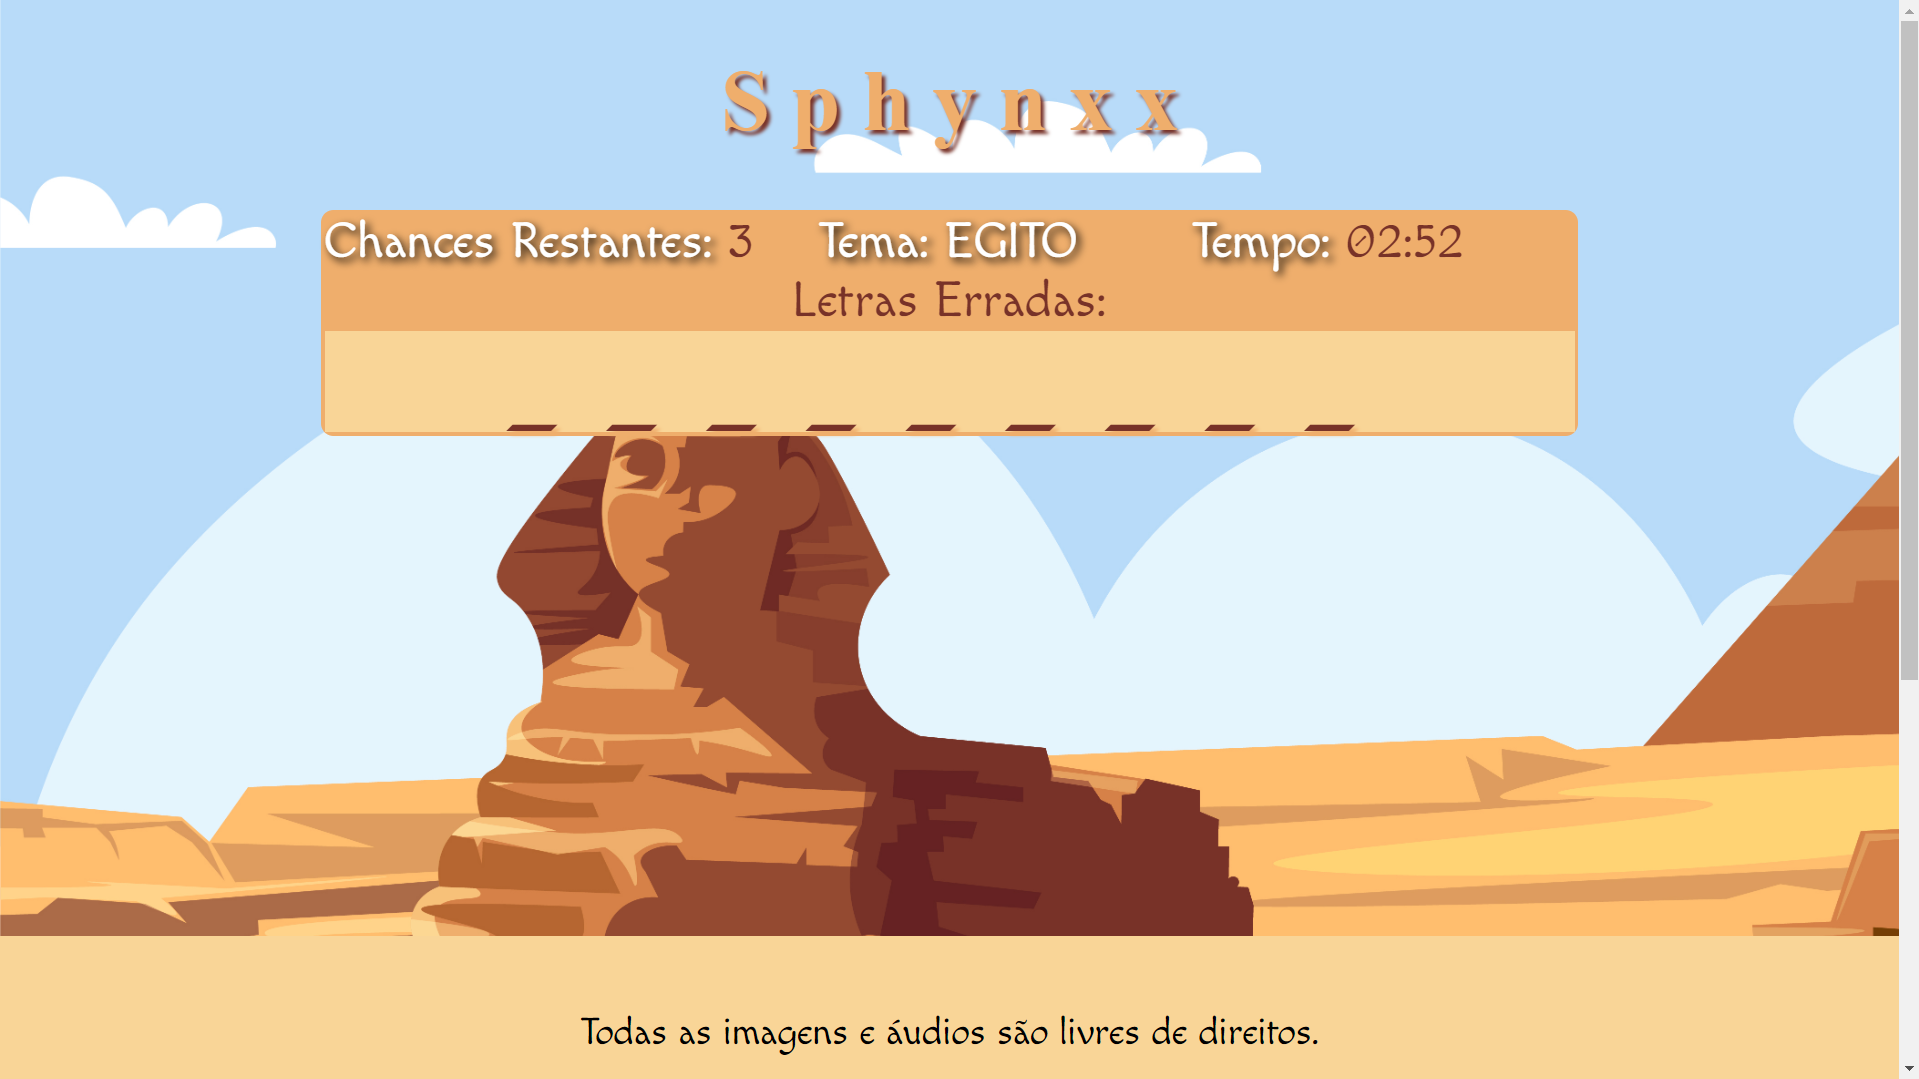 Sphynxx
Chances Restantes: 3 Tema: EGITO Tempo: 02:52
Letras Erradas:
_ _ _ _ _ _ _ _ _
Todas as imagens e áudios são livres de direitos.